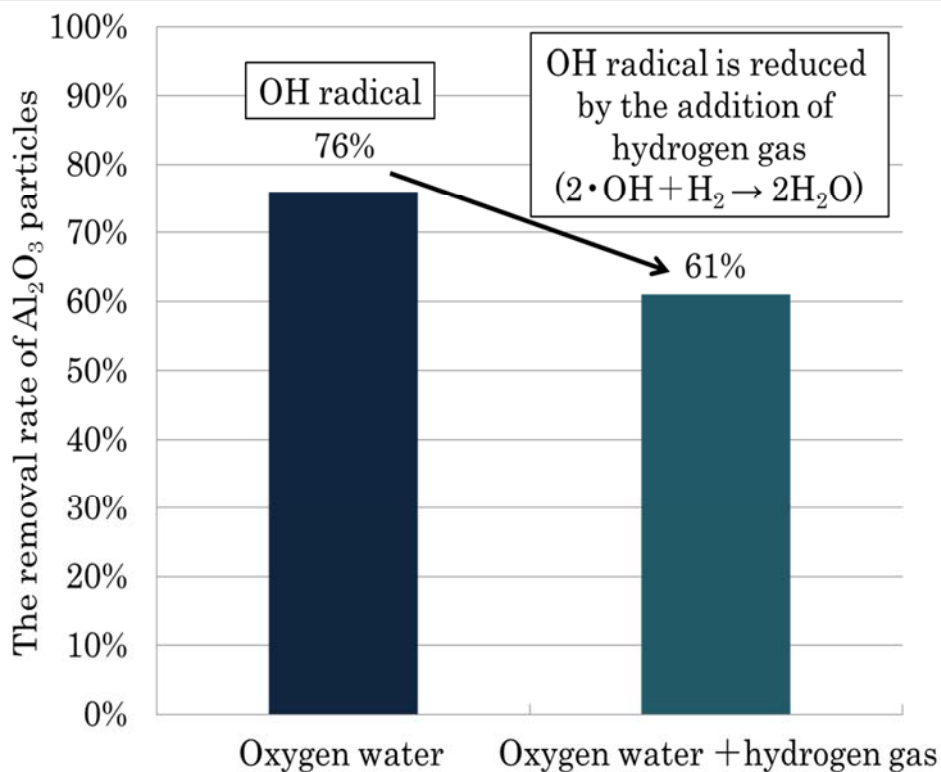 The removal rate of Al₂O₃ particles
100%
90%
80%
70%
60%
50%
40%
30%
20%
10%
0%
OH radical
76%
OH radical is reduced
by the addition of
hydrogen gas
(2·OH+H₂ → 2H₂O)
61%
Oxygen water
Oxygen water +hydrogen gas